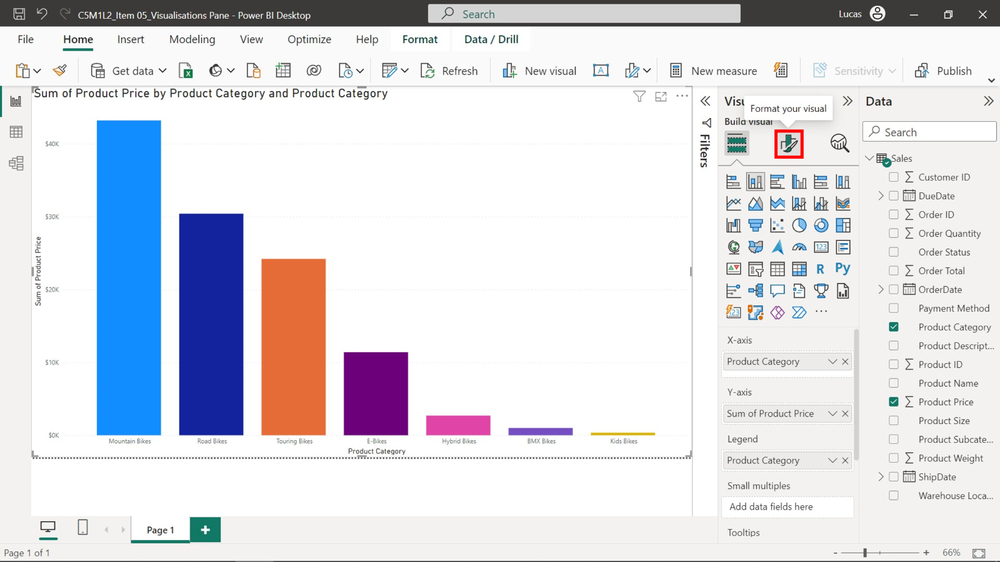 C5M1L2_Item 05_Visualisations Pane - Power BI Desktop
Search
Lucas
File
Home
Insert
Modeling
View
Optimize
Help
Format
Data / Drill
Get data
Refresh
New visual
A
New measure
Sensitivity
Publish
Sum of Product Price by Product Category and Product Category
Sum of Product Price
$40K
$30K
$20K
$10K
$0K
Mountain Bikes
Road Bikes
Touring Bikes
E-Bikes
Hybrid Bikes
BMX Bikes
Kids Bikes
Product Category
Filters
Visu
Format your visual
Build visual
123
R
Py
123
X-axis
Product Category
Y-axis
Sum of Product Price
Legend
Product Category
Small multiples
Add data fields here
Tooltips
Data
Search
Sales
Customer ID
DueDate
Order ID
Order Quantity
Order Status
Order Total
OrderDate
Payment Method
Product Category
Product Descript...
Product ID
Product Name
Product Price
Product Size
Product Subcate...
Product Weight
ShipDate
Warehouse Loca...
Page 1
Page 1 of 1
66%